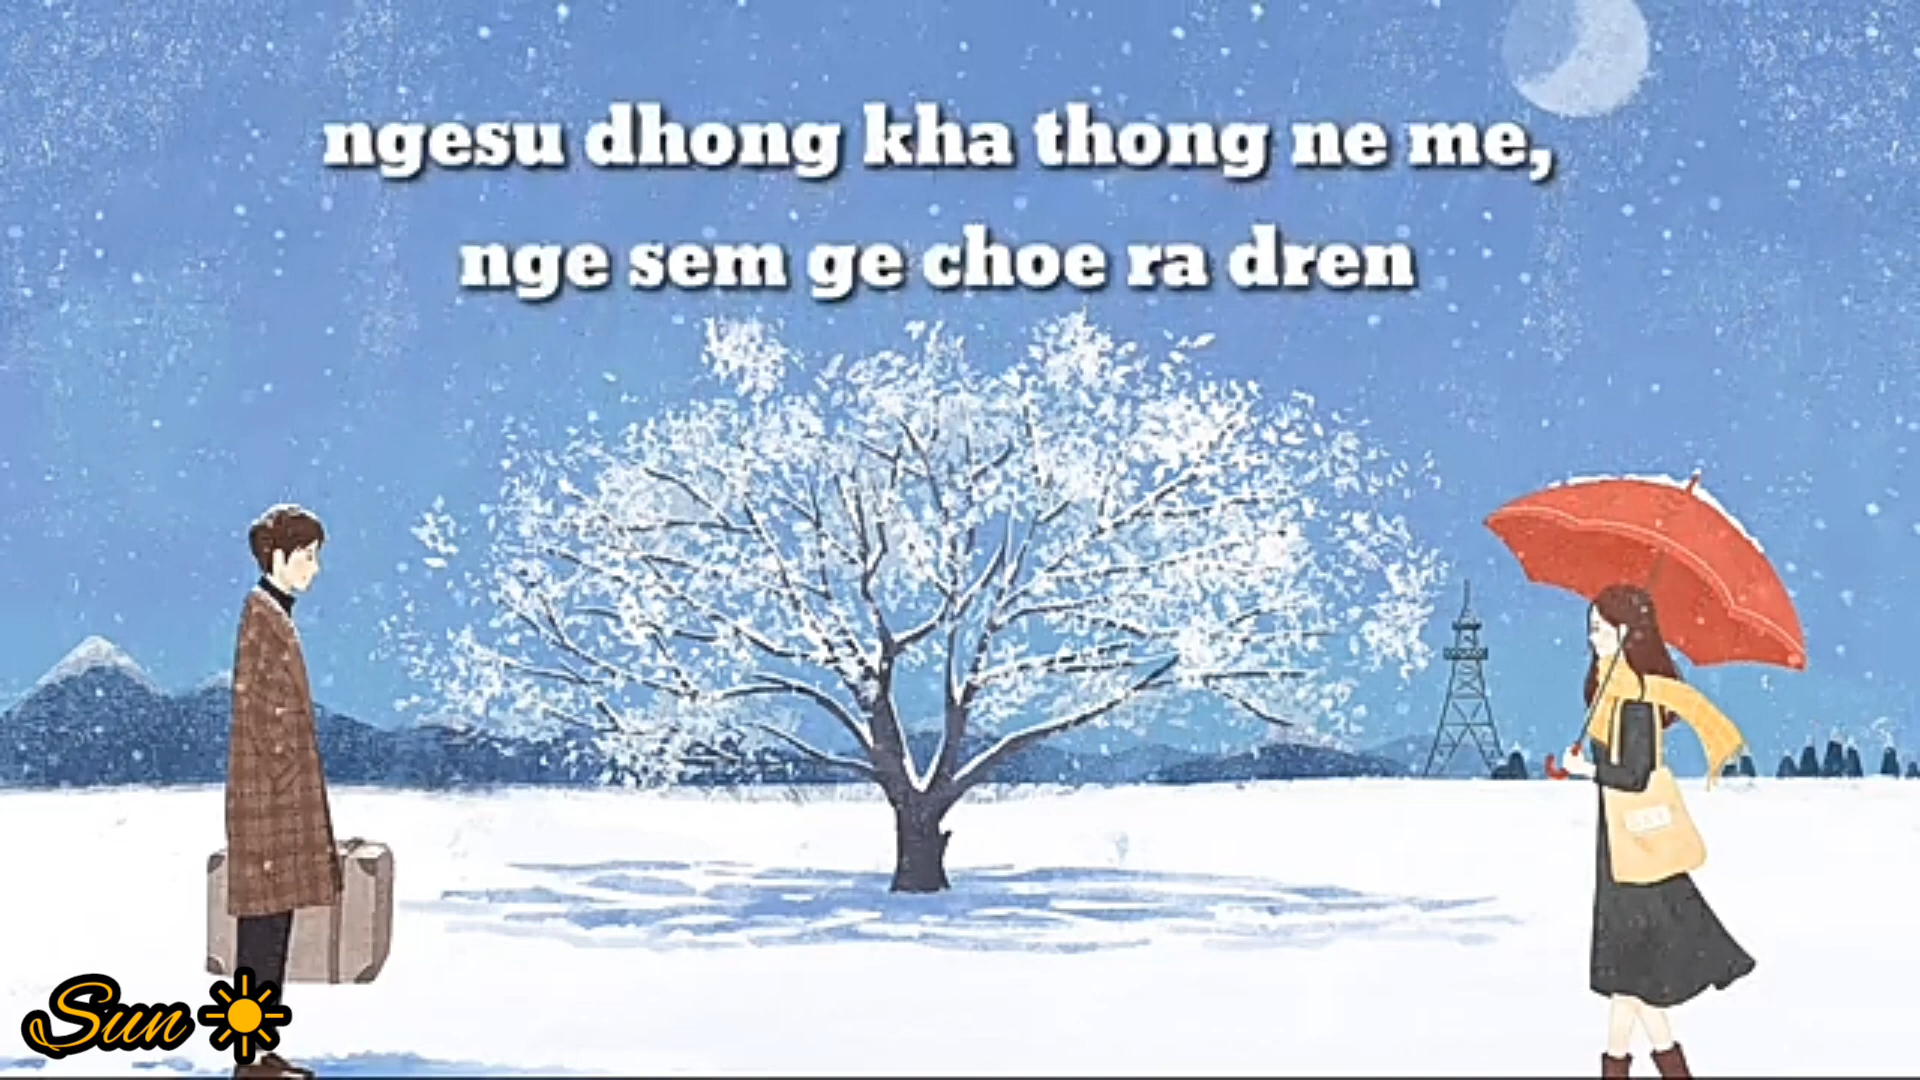 ngesu dhong kha thong ne me,
nge sem ge choe ra dren
Sun